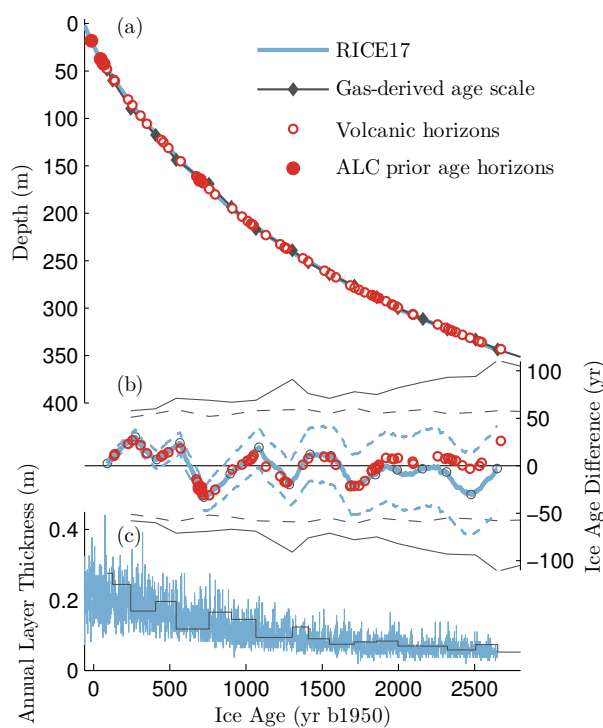 (a)
0
50
100
150
200
250
300
350
400
Depth (m)
RICE17
Gas-derived age scale
Volcanic horizons
ALC prior age horizons
(b)
100
50
0
−50
−100
Ice Age Difference (yr)
(c)
0.4
0.2
0
Annual Layer Thickness (m)
0 500 1000 1500 2000 2500
Ice Age (yr b1950)